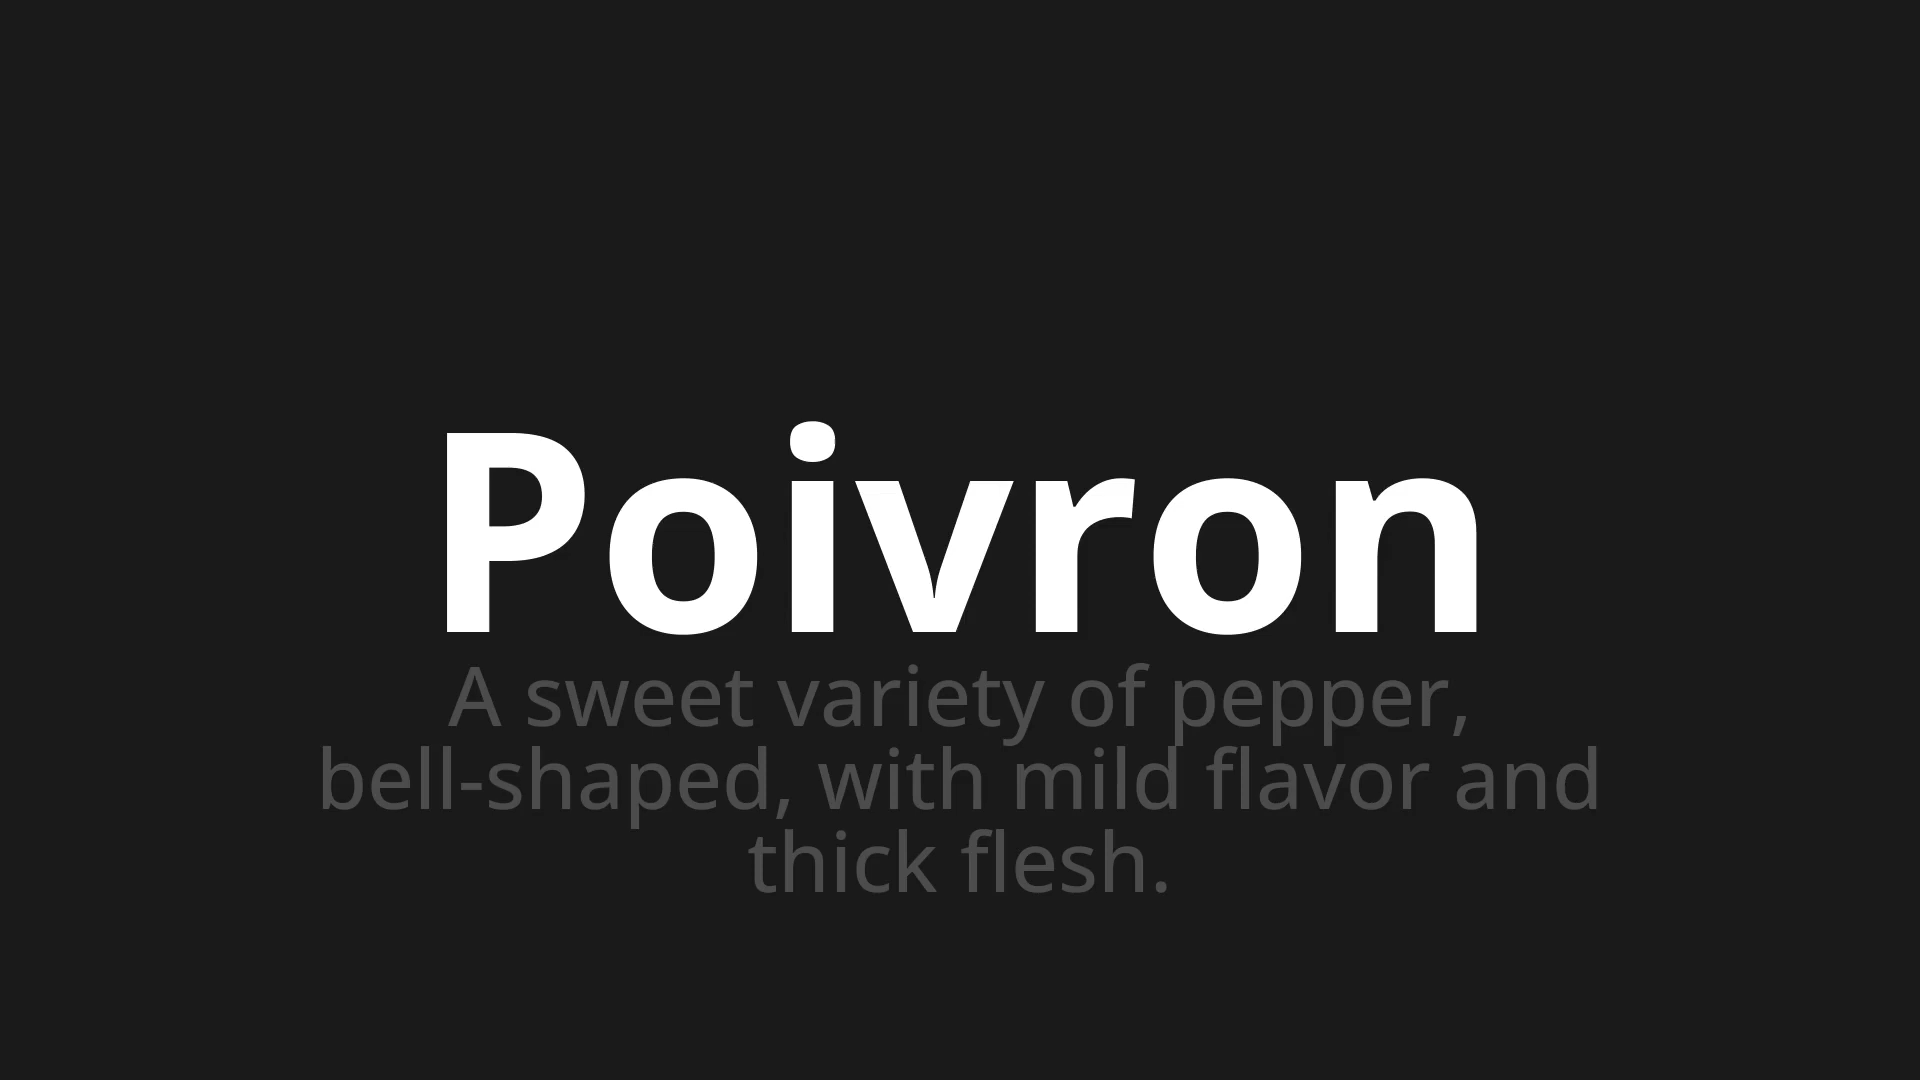 Poivron
A sweet variety of pepper,
bell-shaped, with mild flavor and
thick flesh.